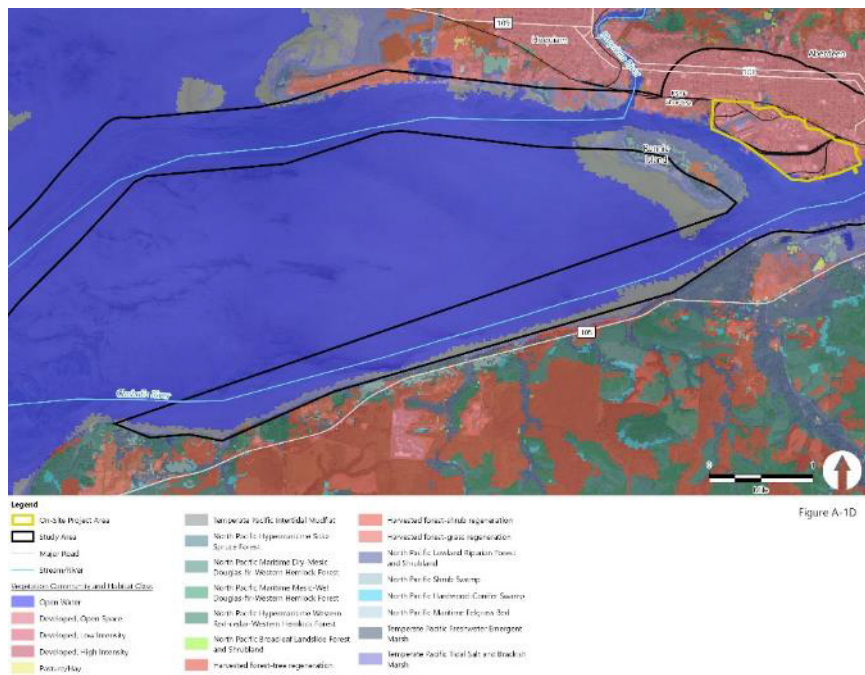 109
Hoquiam
Hoquiam River
Aberdeen
101
Rennie
Island
105
Chehalis River
0 1
Mile
Figure A-1D
Legend
On-Site Project Area
Study Area
Major Road
Stream/River
Vegetation Community and Habitat Class
Open Water
Developed, Open Space
Developed, Low Intensity
Developed, High Intensity
Pasture/Hay
Temperate Pacific Intertidal Mudflat
North Pacific Hypermaritime Sitka
Spruce Forest
North Pacific Maritime Dry-Mesic
Douglas-fir-Western Hemlock Forest
North Pacific Maritime Mesic-Wet
Douglas-fir-Western Hemlock Forest
North Pacific Hypermaritime Western
Red-cedar-Western Hemlock Forest
North Pacific Broadleaf Landslide Forest
and Shrubland
Harvested forest-tree regeneration
Harvested forest-shrub regeneration
Harvested forest-grass regeneration
North Pacific Lowland Riparian Forest
and Shrubland
North Pacific Shrub Swamp
North Pacific Hardwood-Conifer Swamp
North Pacific Maritime Eelgrass Bed
Temperate Pacific Freshwater Emergent
Marsh
Temperate Pacific Tidal Salt and Brackish
Marsh